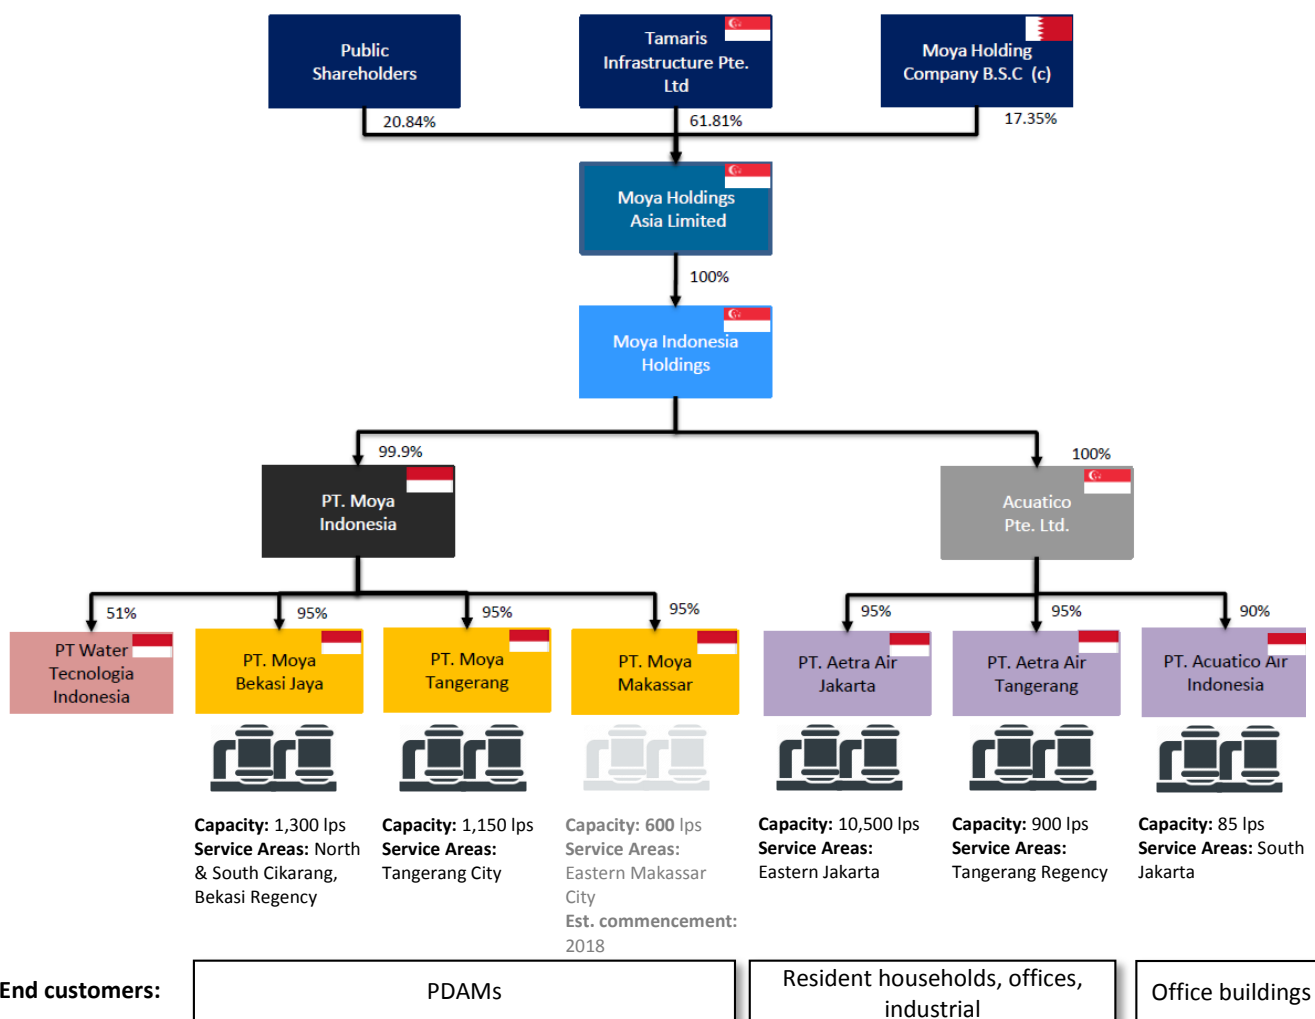 Public
Shareholders
Tamaris
Infrastructure Pte.
Ltd
Moya Holding
Company B.S.C (c)
20.84%
61.81%
17.35%
Moya Holdings
Asia Limited
100%
Moya Indonesia
Holdings
99.9%
100%
PT. Moya
Indonesia
Acuatico
Pte. Ltd.
51%
95%
95%
95%
95%
95%
90%
PT Water
Tecnologia
Indonesia
PT. Moya
Bekasi Jaya
PT. Moya
Tangerang
PT. Moya
Makassar
PT. Aetra Air
Jakarta
PT. Aetra Air
Tangerang
PT. Acuatico Air
Indonesia
Capacity: 1,300 lps
Service Areas: North
& South Cikarang,
Bekasi Regency
Capacity: 1,150 lps
Service Areas:
Tangerang City
Capacity: 600 lps
Service Areas:
Eastern Makassar
City
Est. commencement:
2018
Capacity: 10,500 lps
Service Areas:
Eastern Jakarta
Capacity: 900 lps
Service Areas:
Tangerang Regency
Capacity: 85 lps
Service Areas: South
Jakarta
End customers:
PDAMs
Resident households, offices,
industrial
Office buildings